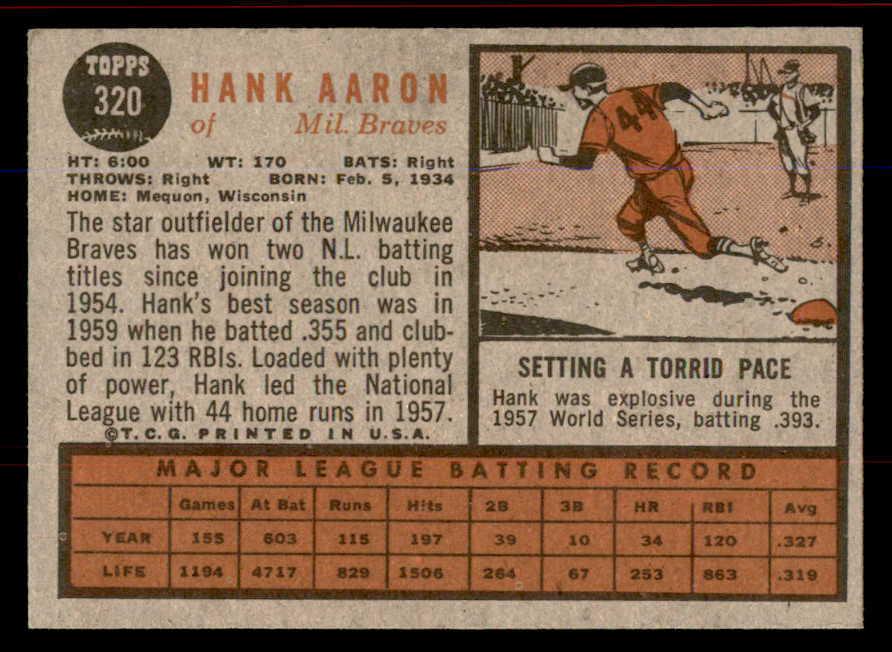 TOPPS
320
HANK AARON
of Mil. Braves
HT: 6:00 WT: 170 BATS: Right
THROWS: Right BORN: Feb. 5, 1934
HOME: Mequon, Wisconsin
The star outfielder of the Milwaukee
Braves has won two N.L. batting
titles since joining the club in
1954. Hank's best season was in
1959 when he batted .355 and club-
bed in 123 RBIs. Loaded with plenty
of power, Hank led the National
League with 44 home runs in 1957.
©T.C.G. PRINTED IN U.S.A.
44
SETTING A TORRID PACE
Hank was explosive during the
1957 World Series, batting .393.
MAJOR LEAGUE BATTING RECORD
Games At Bat Runs Hits 2B 3B HR RBI Avg
YEAR 155 603 115 197 39 10 34 120 .327
LIFE 1194 4717 829 1506 264 67 253 863 .319